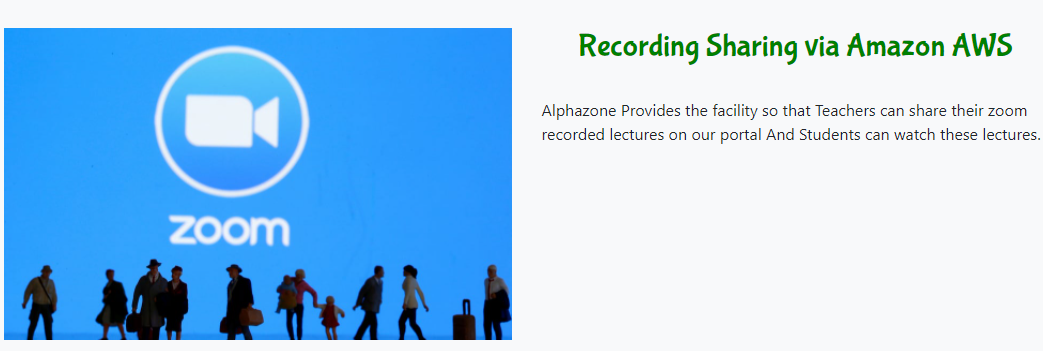 zoom
Recording Sharing via Amazon AWS
Alphazone Provides the facility so that Teachers can share their zoom
recorded lectures on our portal And Students can watch these lectures.